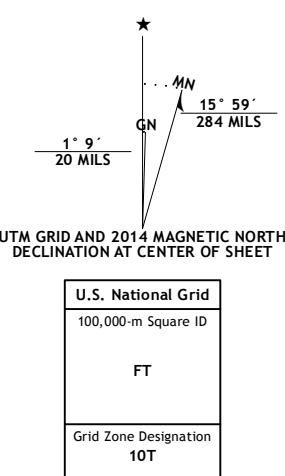 ★
MN
GN
15° 59´
284 MILS
1° 9´
20 MILS
UTM GRID AND 2014 MAGNETIC NORTH
DECLINATION AT CENTER OF SHEET
U.S. National Grid
100,000-m Square ID
FT
Grid Zone Designation
10T